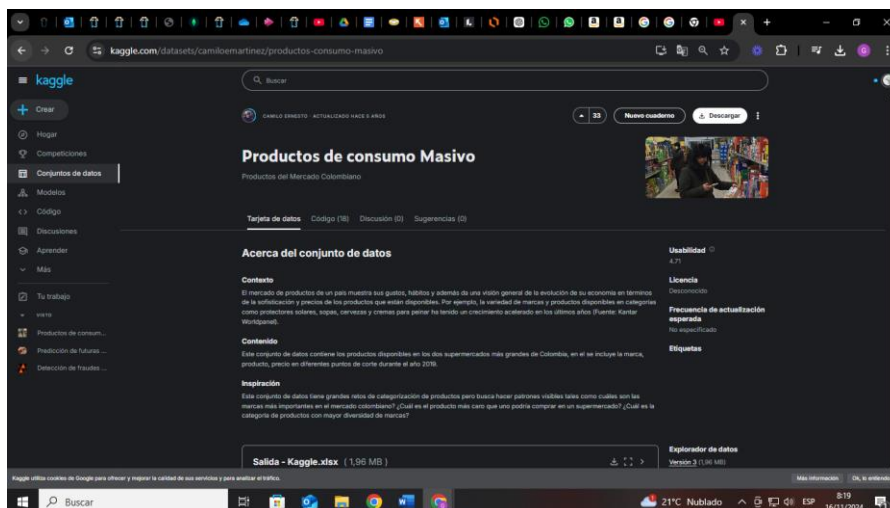 kaggle.com/datasets/camiloemartinez/productos-consumo-masivo
kaggle
Buscar
Crear
Hogar
Competiciones
Conjuntos de datos
Modelos
Código
Discusiones
Aprender
Más
Tu trabajo
VISTO
Productos de consum...
Predicción de futuras ...
Detección de fraudes ...
CAMILO ERNESTO · ACTUALIZADO HACE 5 AÑOS
33
Nuevo cuaderno
Descargar
Productos de consumo Masivo
Productos del Mercado Colombiano
Tarjeta de datos Código (18) Discusión (0) Sugerencias (0)
Acerca del conjunto de datos
Contexto
El mercado de productos de un país muestra sus gustos, hábitos y además da una visión general de la evolución de su economía en términos
de la sofisticación y precios de los productos que están disponibles. Por ejemplo, la variedad de marcas y productos disponibles en categorías
como protectores solares, sopas, cervezas y cremas para peinar ha tenido un crecimiento acelerado en los últimos años (Fuente: Kantar
Worldpanel).
Contenido
Este conjunto de datos contiene los productos disponibles en los dos supermercados más grandes de Colombia, en el se incluye la marca,
producto, precio en diferentes puntos de corte durante el año 2019.
Inspiración
Este conjunto de datos tiene grandes retos de categorización de productos pero busca hacer patrones visibles tales como cuáles son las
marcas más importantes en el mercado colombiano? ¿Cuál es el producto más caro que uno podría comprar en un supermercado? ¿Cuál es la
categoría de productos con mayor diversidad de marcas?
Salida - Kaggle.xlsx (1,96 MB)
Usabilidad
4.71
Licencia
Desconocido
Frecuencia de actualización
esperada
No especificado
Etiquetas
Explorador de datos
Versión 3 (1,96 MB)
Kaggle utiliza cookies de Google para ofrecer y mejorar la calidad de sus servicios y para analizar el tráfico.
Más información Ok, lo entiendo
Buscar
21°C Nublado
ESP
8:19
16/11/2024